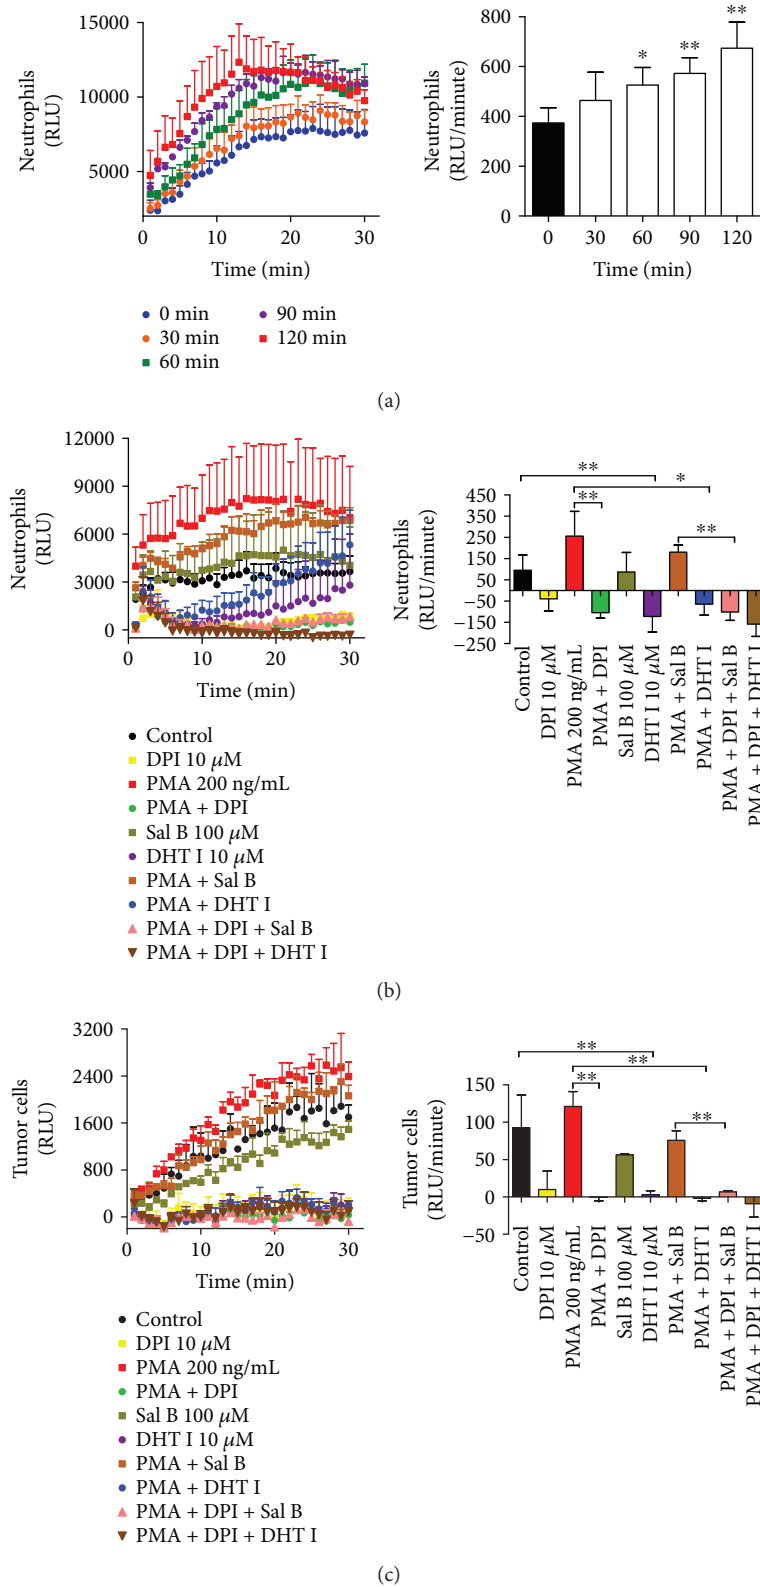 15000
10000
5000
Neutrophils
(RLU)
0
10
20
30
Time (min)
0 min
30 min
60 min
90 min
120 min
800
600
400
200
0
Neutrophils
(RLU/minute)
*
**
**
0
30
60
90
120
Time (min)
(a)
12000
9000
6000
3000
0
Neutrophils
(RLU)
0
10
20
30
Time (min)
Control
DPI 10 μM
PMA 200 ng/mL
PMA + DPI
Sal B 100 μM
DHT I 10 μM
PMA + Sal B
PMA + DHT I
PMA + DPI + Sal B
PMA + DPI + DHT I
450
350
250
150
50
−50
−150
−250
Neutrophils
(RLU/minute)
**
*
**
**
Control
DPI 10 μM
PMA 200 ng/mL
PMA + DPI
Sal B 100 μM
DHT I 10 μM
PMA + Sal B
PMA + DHT I
PMA + DPI + Sal B
PMA + DPI + DHT I
(b)
3200
2400
1600
800
0
Tumor cells
(RLU)
0
10
20
30
Time (min)
Control
DPI 10 μM
PMA 200 ng/mL
PMA + DPI
Sal B 100 μM
DHT I 10 μM
PMA + Sal B
PMA + DHT I
PMA + DPI + Sal B
PMA + DPI + DHT I
150
100
50
0
−50
Tumor cells
(RLU/minute)
**
**
**
**
Control
DPI 10 μM
PMA 200 ng/mL
PMA + DPI
Sal B 100 μM
DHT I 10 μM
PMA + Sal B
PMA + DHT I
PMA + DPI + Sal B
PMA + DPI + DHT I
(c)